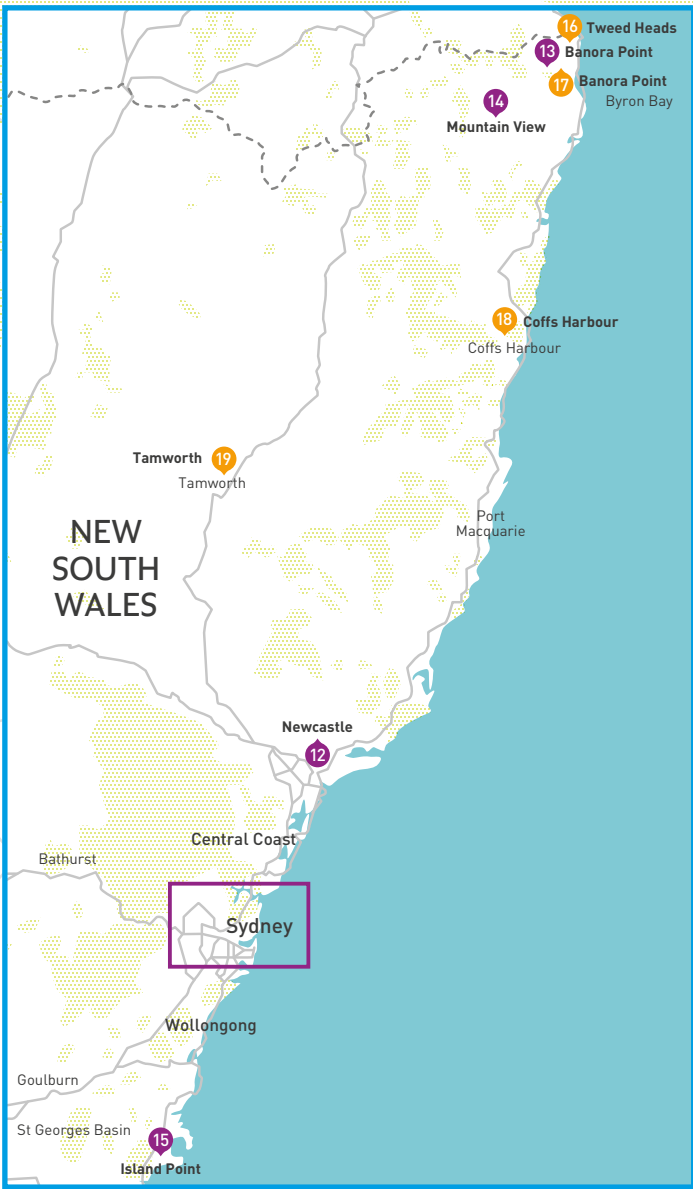 16 Tweed Heads
13 Banora Point
17 Banora Point
Byron Bay
14
Mountain View
18 Coffs Harbour
Coffs Harbour
Tamworth 19
Tamworth
NEW
SOUTH
WALES
Port
Macquarie
Newcastle
12
Central Coast
Bathurst
Sydney
Wollongong
Goulburn
St Georges Basin
15
Island Point